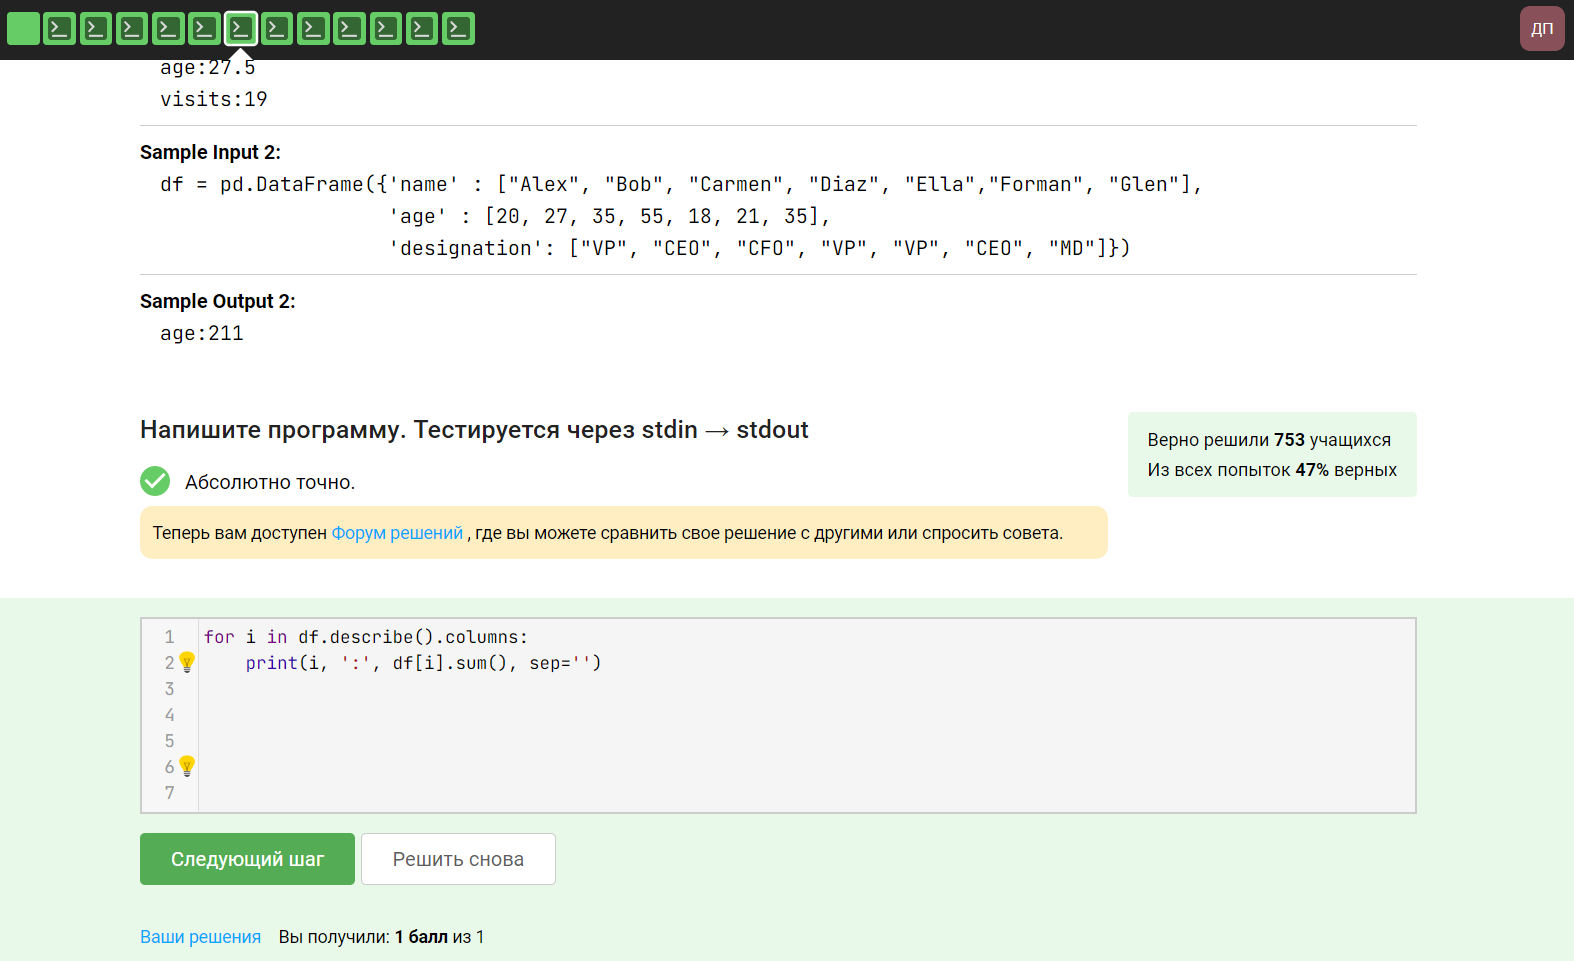 ДП
age:27.5
visits:19
Sample Input 2:
df = pd.DataFrame({'name' : ["Alex", "Bob", "Carmen", "Diaz", "Ella","Forman", "Glen"],
'age' : [20, 27, 35, 55, 18, 21, 35],
'designation': ["VP", "CEO", "CFO", "VP", "VP", "CEO", "MD"]})
Sample Output 2:
age:211
Напишите программу. Тестируется через stdin → stdout
Верно решили 753 учащихся
Из всех попыток 47% верных
Абсолютно точно.
Теперь вам доступен Форум решений , где вы можете сравнить свое решение с другими или спросить совета.
1 for i in df.describe().columns:
2 print(i, ':', df[i].sum(), sep='')
3
4
5
6
7
Следующий шаг
Решить снова
Ваши решения Вы получили: 1 балл из 1